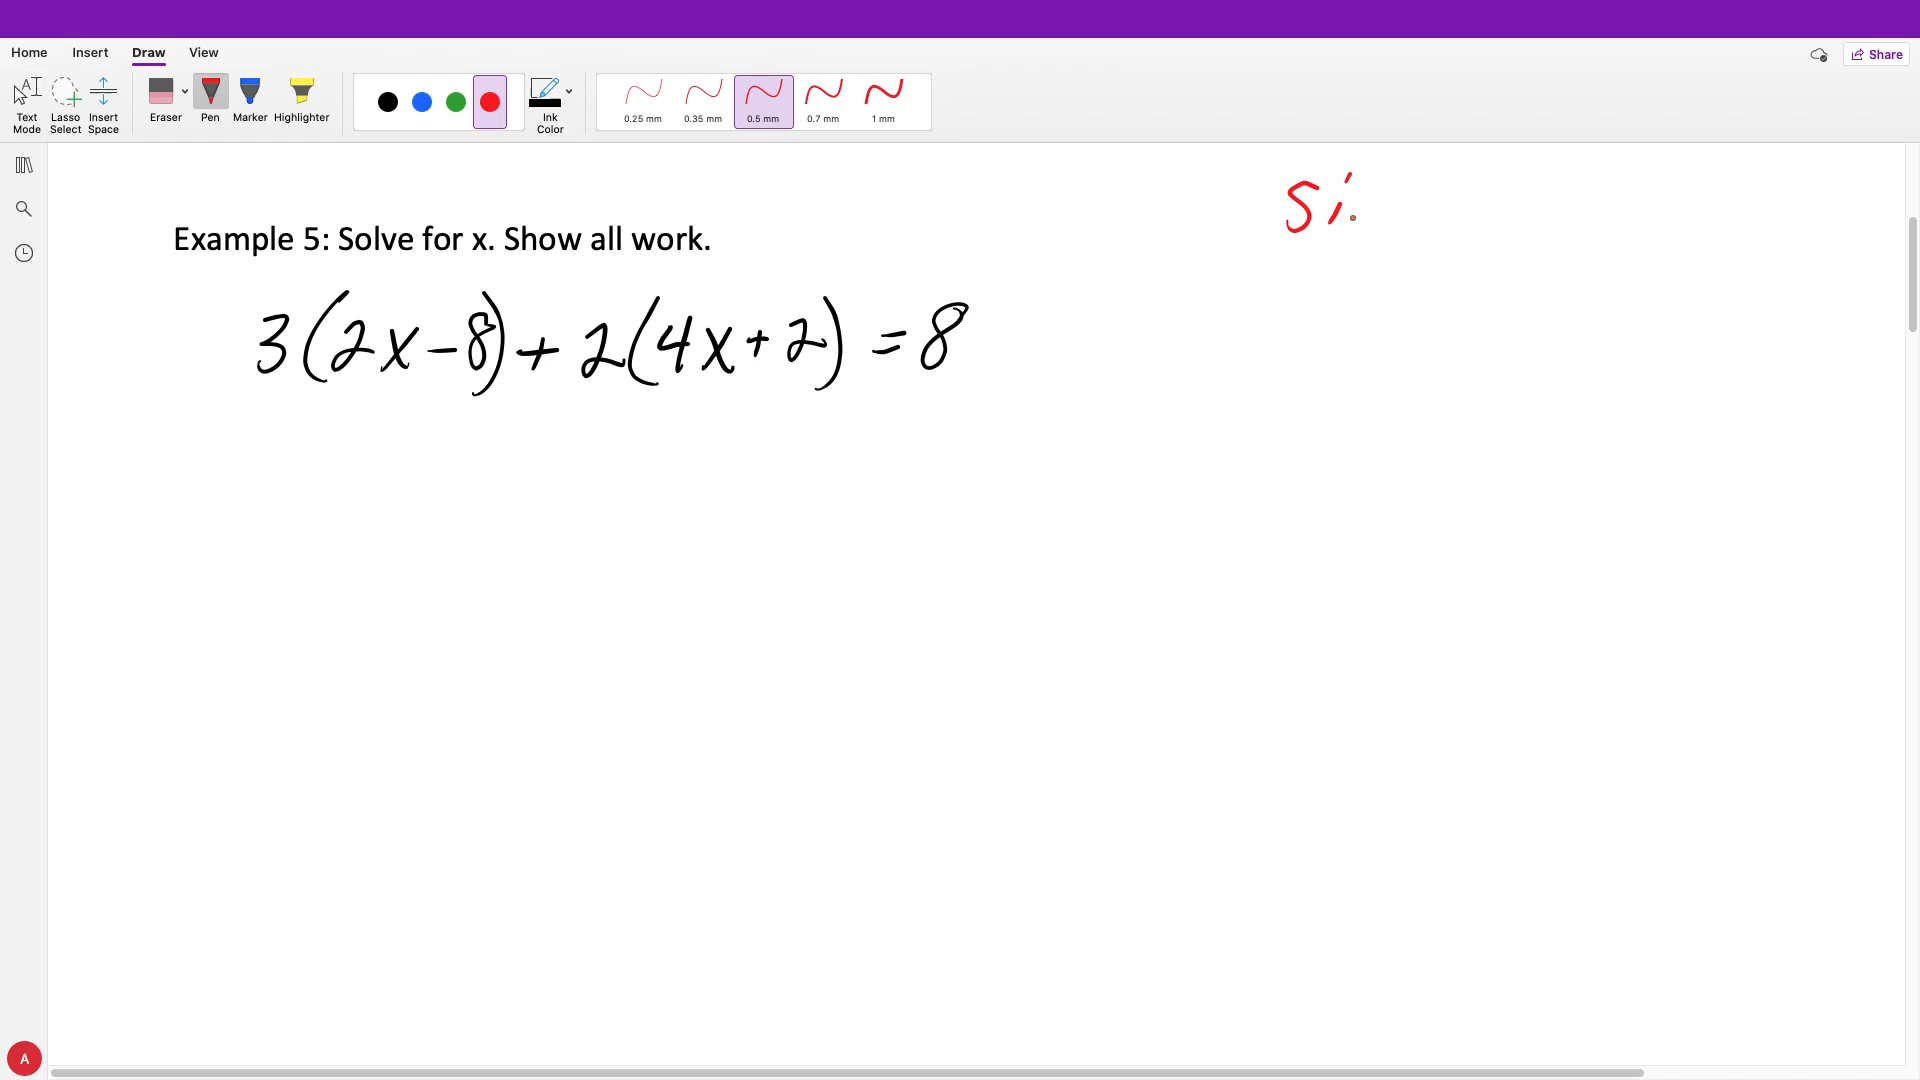 Home Insert Draw View
Share
Text Mode
Lasso Select
Insert Space
Eraser
Pen
Marker
Highlighter
Ink Color
0.25 mm
0.35 mm
0.5 mm
0.7 mm
1 mm
Si
Example 5: Solve for x. Show all work.
3(2x-8)+2(4x+2)=8
A